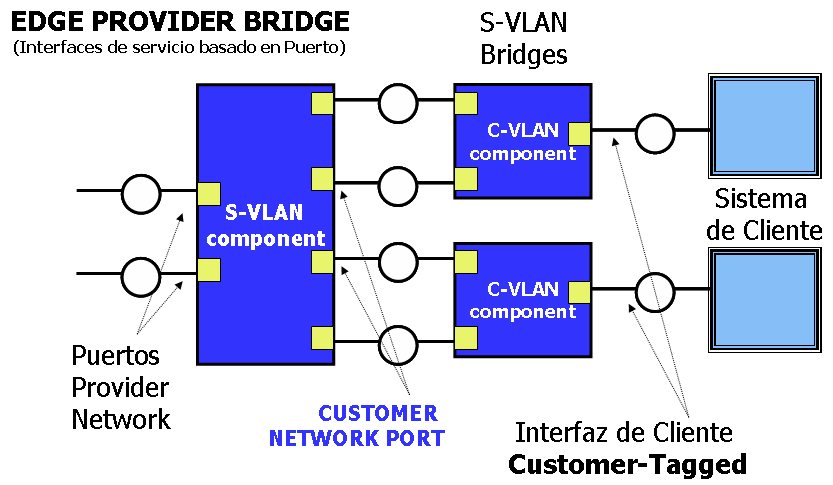 EDGE PROVIDER BRIDGE
(Interfaces de servicio basado en Puerto)
S-VLAN
Bridges
C-VLAN
component
S-VLAN
component
Sistema
de Cliente
C-VLAN
component
Puertos
Provider
Network
CUSTOMER
NETWORK PORT
Interfaz de Cliente
Customer-Tagged